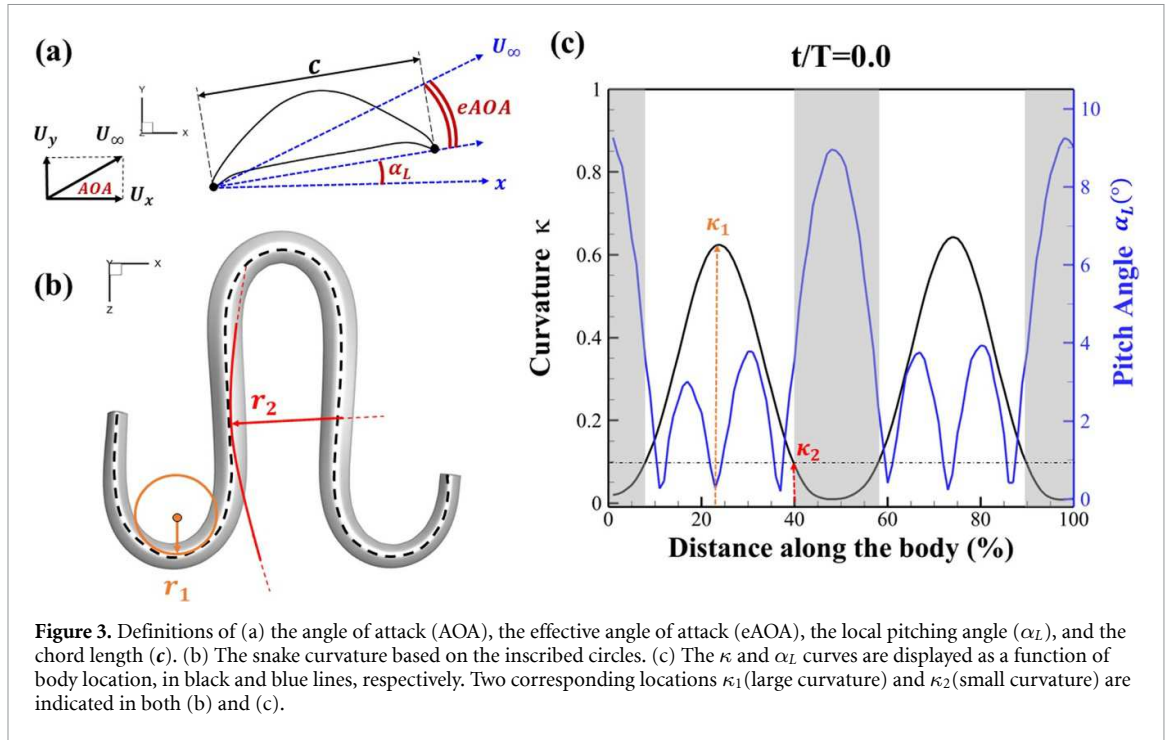 (a)
Y
Z
x
U_y
U_∞
AOA
U_x
c
U_∞
eAOA
α_L
x
(b)
Y
X
Z
r_2
r_1
(c)
t/T=0.0
Curvature κ
1
0.8
0.6
0.4
0.2
0
κ_1
κ_2
0
20
40
60
80
100
Distance along the body (%)
10
8
6
4
2
0
Pitch Angle α_L(°)
Figure 3. Definitions of (a) the angle of attack (AOA), the effective angle of attack (eAOA), the local pitching angle (α_L), and the
chord length (c). (b) The snake curvature based on the inscribed circles. (c) The κ and α_L curves are displayed as a function of
body location, in black and blue lines, respectively. Two corresponding locations κ_1(large curvature) and κ_2(small curvature) are
indicated in both (b) and (c).